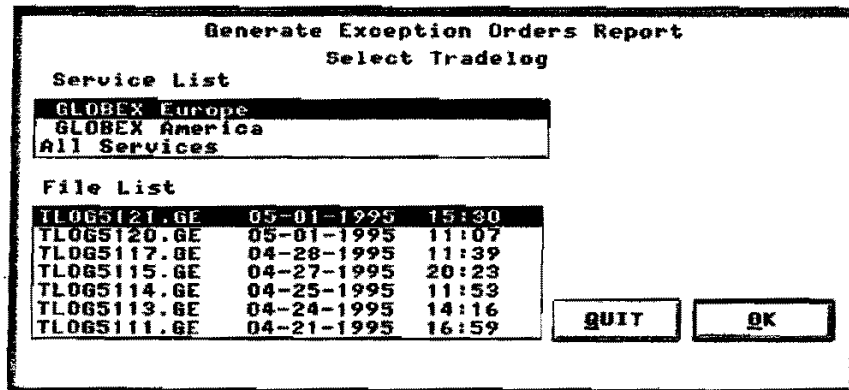 Generate Exception Orders Report
Select Tradelog
Service List
GLOBEX Europe
GLOBEX America
All Services
File List
TLOG5121.GE 05-01-1995 15:30
TLOG5120.GE 05-01-1995 11:07
TLOG5117.GE 04-28-1995 11:39
TLOG5115.GE 04-27-1995 20:23
TLOG5114.GE 04-25-1995 11:53
TLOG5113.GE 04-24-1995 14:16
TLOG5111.GE 04-21-1995 16:59
QUIT OK